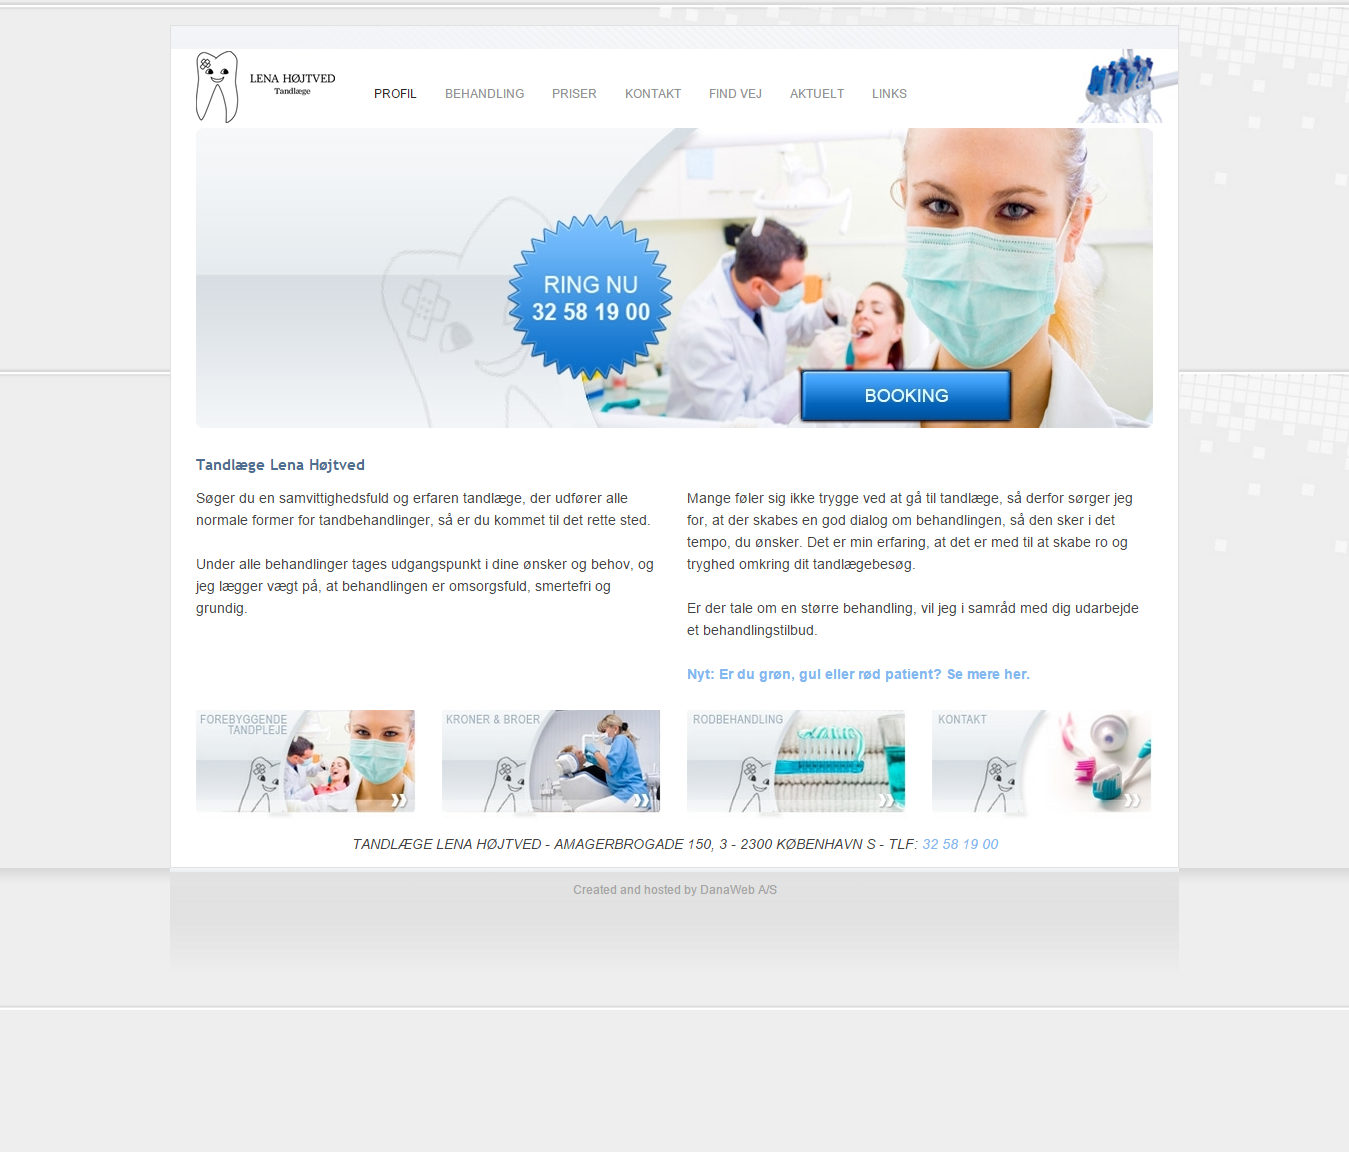 LENA HØJTVED
Tandlæge
PROFIL BEHANDLING PRISER KONTAKT FIND VEJ AKTUELT LINKS
RING NU
32 58 19 00
BOOKING
Tandlæge Lena Højtved
Søger du en samvittighedsfuld og erfaren tandlæge, der udfører alle
normale former for tandbehandlinger, så er du kommet til det rette sted.
Under alle behandlinger tages udgangspunkt i dine ønsker og behov, og
jeg lægger vægt på, at behandlingen er omsorgsfuld, smertefri og
grundig.
Mange føler sig ikke trygge ved at gå til tandlæge, så derfor sørger jeg
for, at der skabes en god dialog om behandlingen, så den sker i det
tempo, du ønsker. Det er min erfaring, at det er med til at skabe ro og
tryghed omkring dit tandlægebesøg.
Er der tale om en større behandling, vil jeg i samråd med dig udarbejde
et behandlingstilbud.
Nyt: Er du grøn, gul eller rød patient? Se mere her.
FOREBYGGENDE
TANDPLEJE
KRONER & BROER
RODBEHANDLING
KONTAKT
TANDLÆGE LENA HØJTVED - AMAGERBROGADE 150, 3 - 2300 KØBENHAVN S - TLF: 32 58 19 00
Created and hosted by DanaWeb A/S